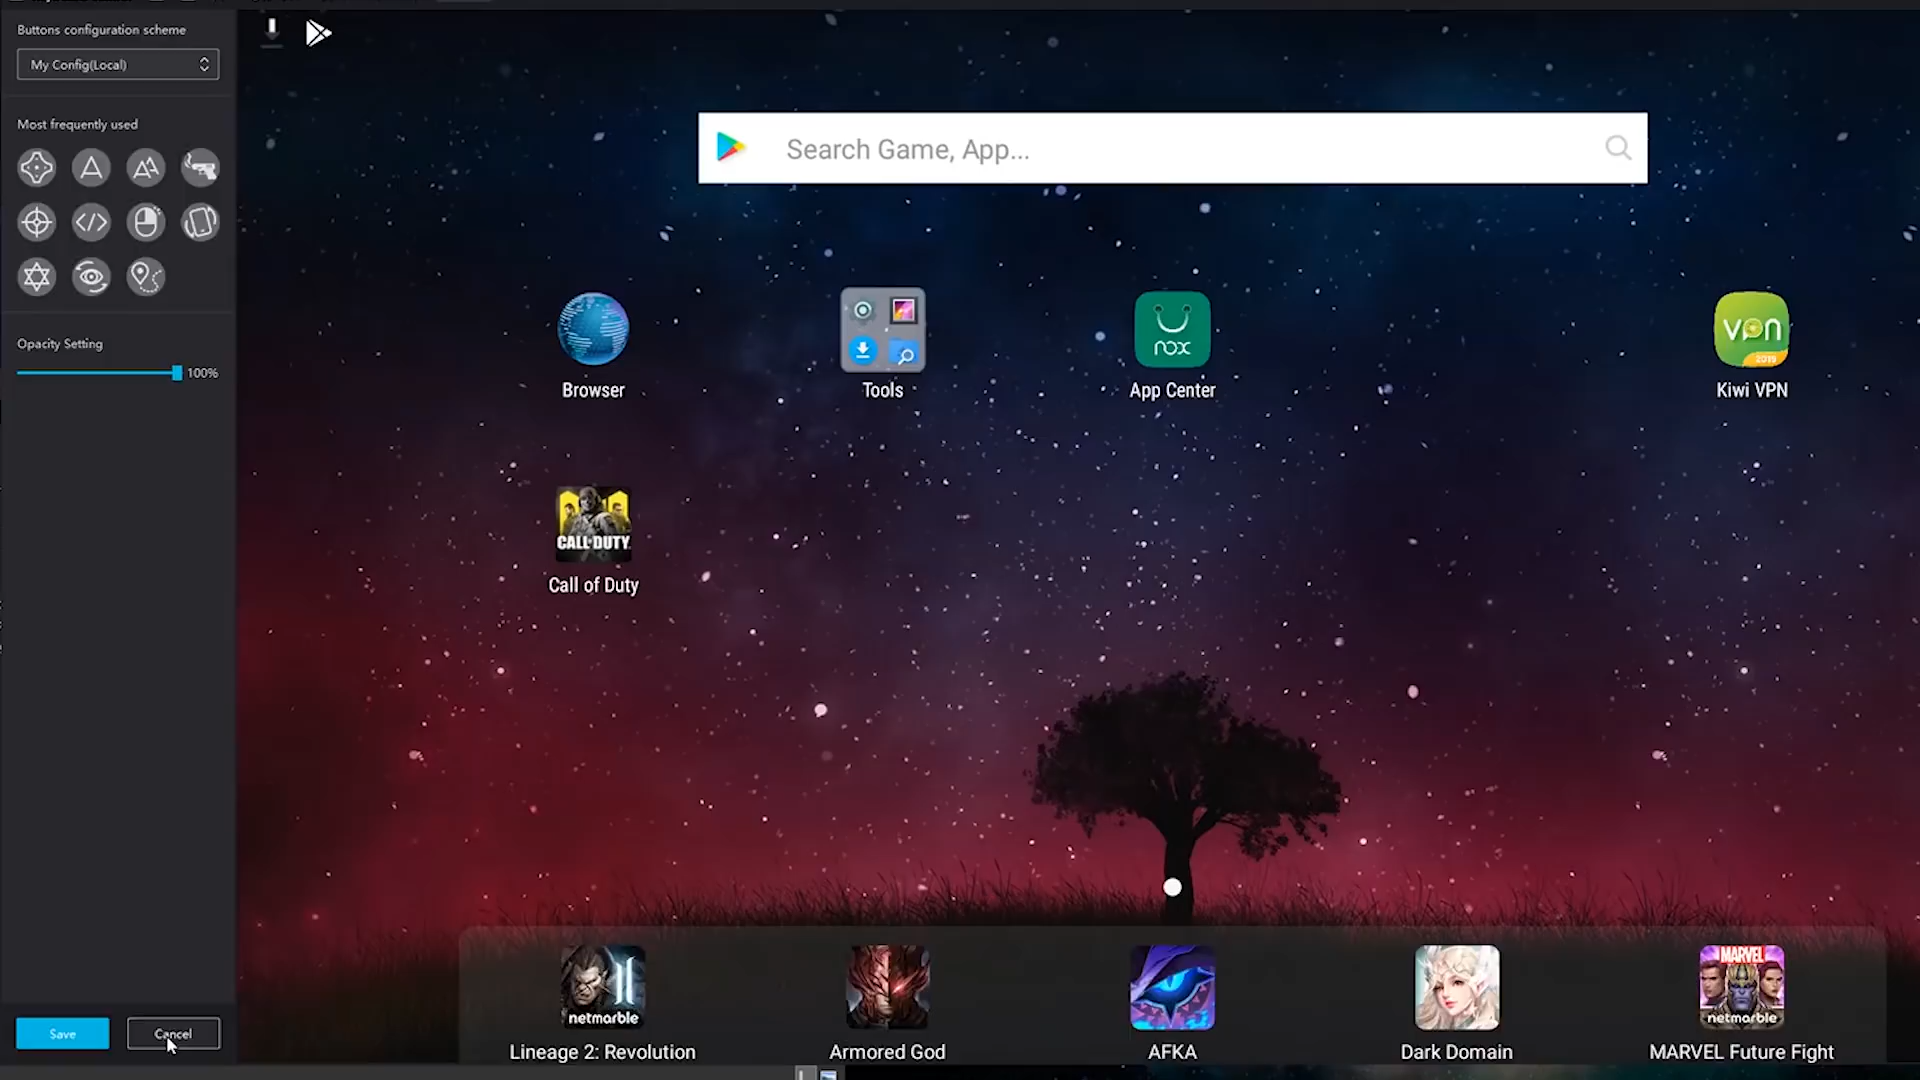 Buttons configuration scheme
My Config(Local)
Most frequently used
Opacity Setting
100%
Save
Cancel
Search Game, App...
Browser
Tools
nox
App Center
vpn
2019
Kiwi VPN
CALL DUTY
Call of Duty
II
netmarble
Lineage 2: Revolution
Armored God
AFKA
Dark Domain
MARVEL
netmarble
MARVEL Future Fight